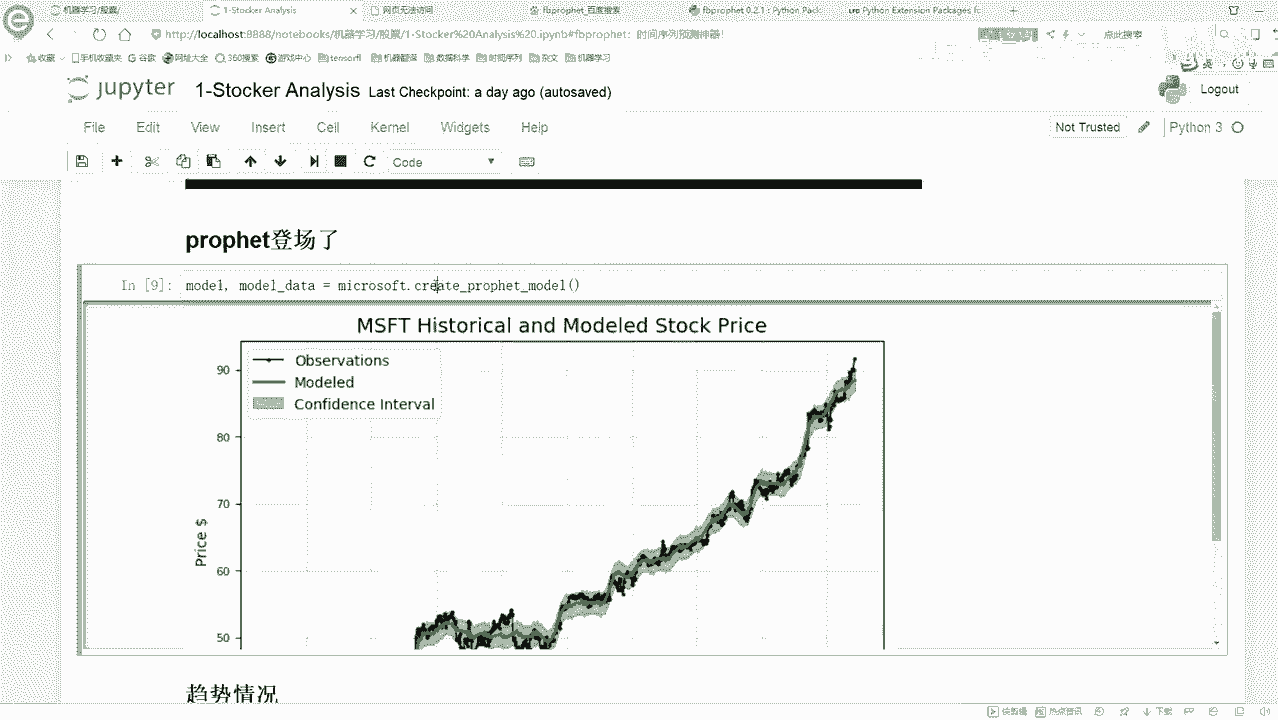 机器学习/股票/
1-Stocker Analysis
网页无法访问
fbprophet_百度搜索
fbprophet 0.2.1 : Python Pack
Python Extension Packages fo
http://localhost:8888/notebooks/机器学习/股票/1-Stocker%20Analysis%20.ipynb#fbprophet：时间序列预测神器！
点此搜索
收藏
手机收藏夹
谷歌
网址大全
360搜索
游戏中心
tensorfl
机器翻译
数据科学
时间序列
杂文
机器学习
jupyter
1-Stocker Analysis Last Checkpoint: a day ago (autosaved)
Logout
File Edit View Insert Cell Kernel Widgets Help
Not Trusted
Python 3
Code
prophet登场了
In [9]: model, model_data = microsoft.create_prophet_model()
MSFT Historical and Modeled Stock Price
Observations
Modeled
Confidence Interval
90
80
70
60
50
Price $
趋势情况
快剪辑
热点资讯
下载